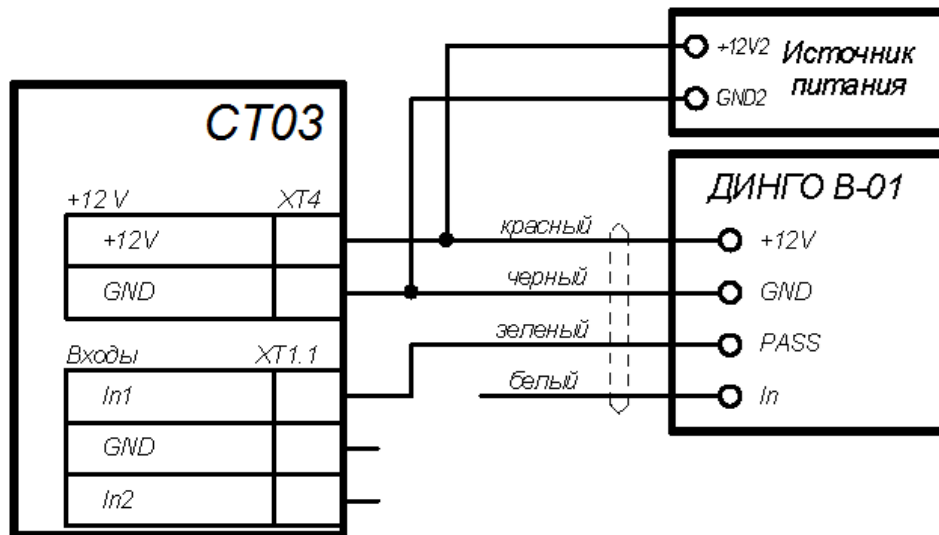 +12V2
Источник
питания
GND2
СТ03
ДИНГО В-01
+12 V
XT4
+12V
красный
+12V
GND
черный
GND
Входы
XT1.1
зеленый
PASS
In1
белый
In
GND
In2